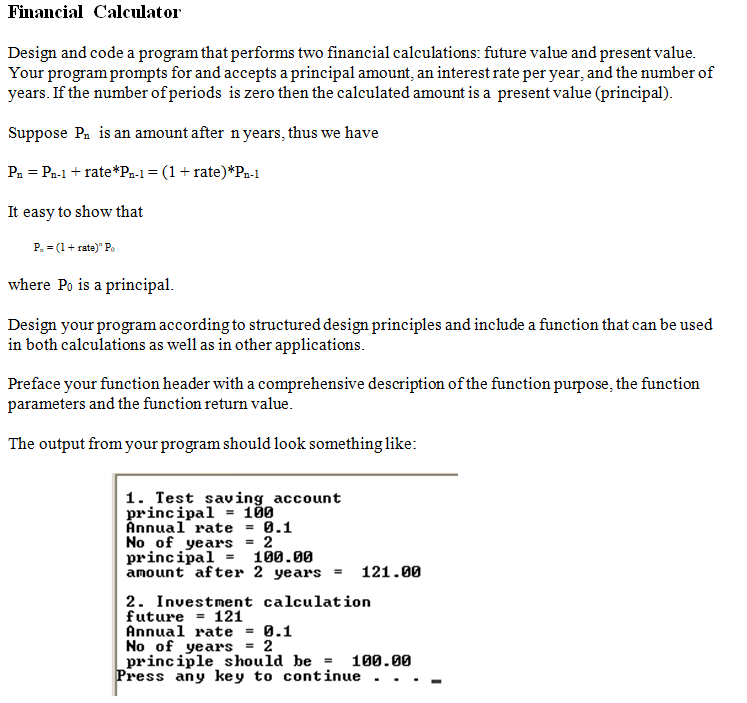 Financial Calculator
Design and code a program that performs two financial calculations: future value and present value.
Your program prompts for and accepts a principal amount, an interest rate per year, and the number of
years. If the number of periods is zero then the calculated amount is a present value (principal).
Suppose Pn is an amount after n years, thus we have
Pn = Pn-1 + rate*Pn-1 = (1 + rate)*Pn-1
It easy to show that
Pn = (1 + rate)^n P0
where P0 is a principal.
Design your program according to structured design principles and include a function that can be used
in both calculations as well as in other applications.
Preface your function header with a comprehensive description of the function purpose, the function
parameters and the function return value.
The output from your program should look something like:
1. Test saving account
principal = 100
Annual rate = 0.1
No of years = 2
principal =  100.00
amount after 2 years =  121.00
2. Investment calculation
future = 121
Annual rate = 0.1
No of years = 2
principle should be =  100.00
Press any key to continue . . . _